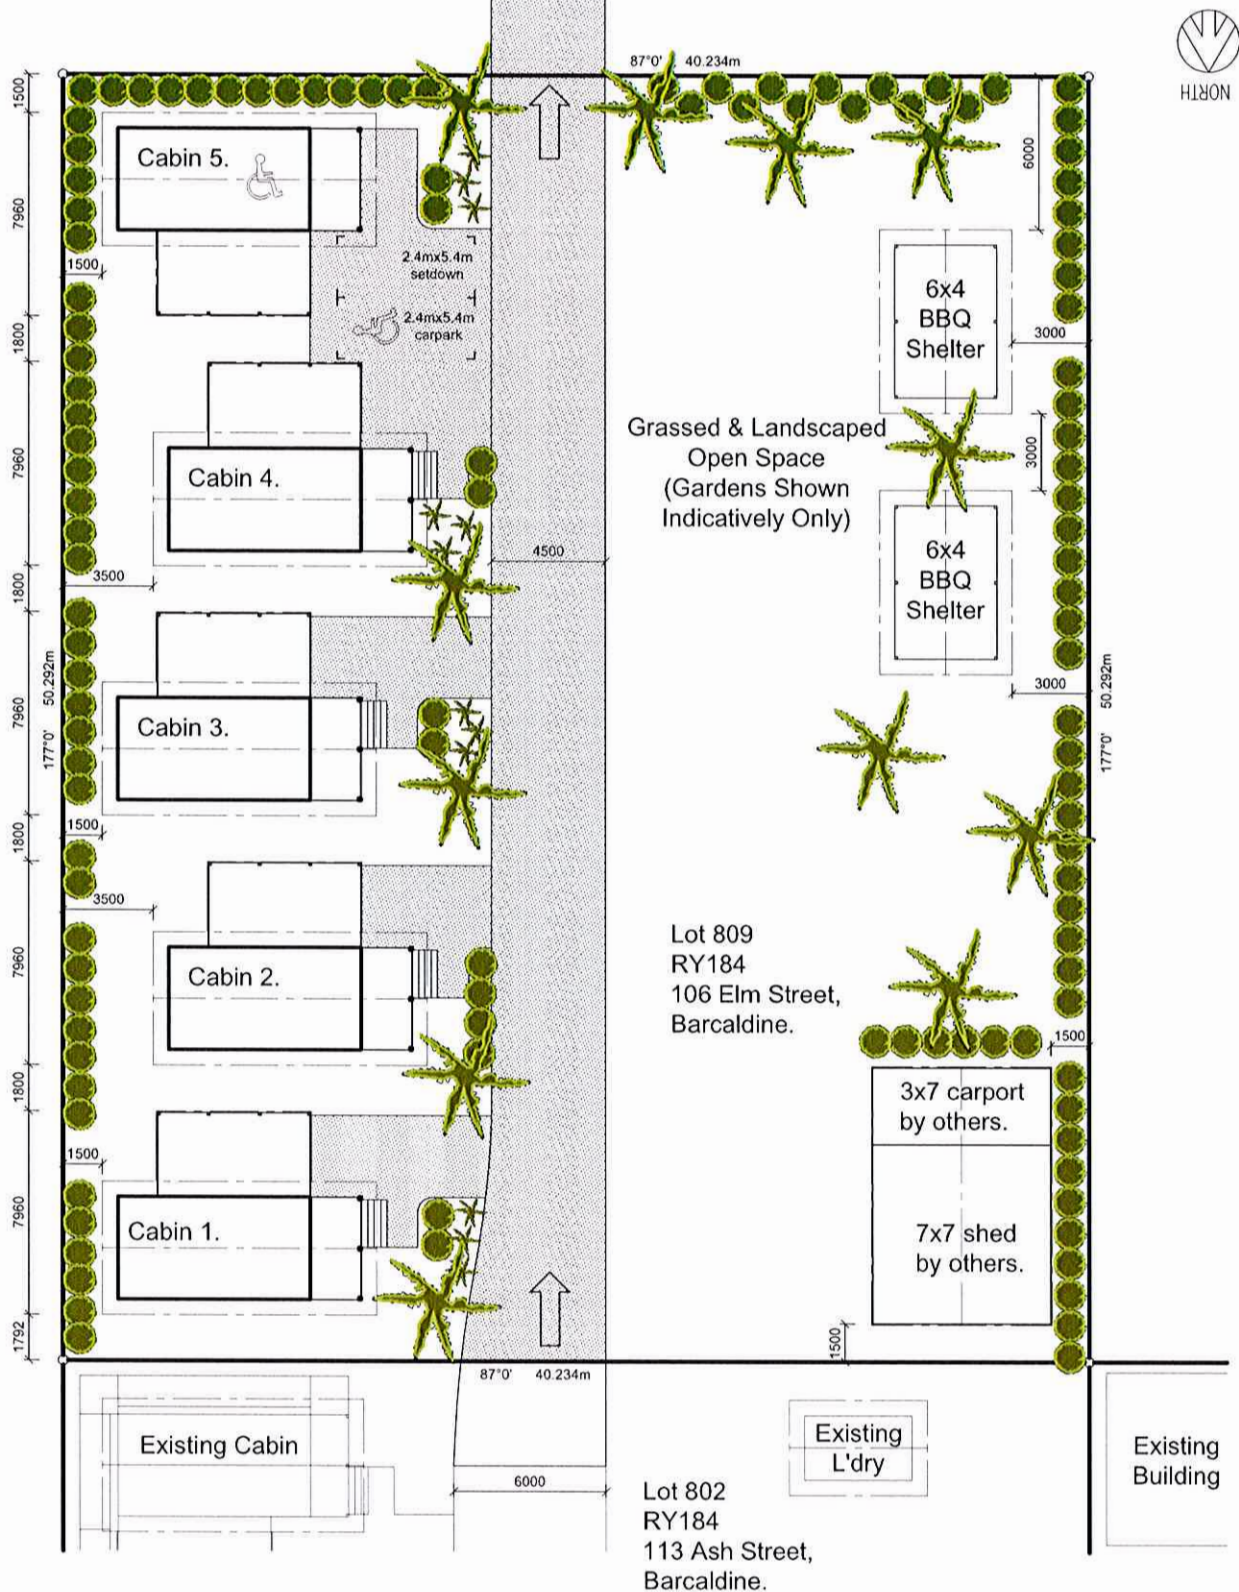 87°0' 40.234m
NORTH
1500
Cabin 5.
6000
7960
1500
2.4mx5.4m
setdown
6x4
BBQ
Shelter
2.4mx5.4m
carpark
1800
3000
Grassed & Landscaped
Open Space
(Gardens Shown
Indicatively Only)
3000
7960
Cabin 4.
6x4
BBQ
Shelter
4500
1800
3500
3000
50.292m
177°0'
50.292m
177°0'
7960
Cabin 3.
1800
1500
3500
Lot 809
RY184
106 Elm Street,
Barcaldine.
7960
Cabin 2.
1500
1800
3x7 carport
by others.
1500
7960
Cabin 1.
7x7 shed
by others.
1792
1500
87°0' 40.234m
Existing Cabin
Existing
L'dry
Existing
Building
6000
Lot 802
RY184
113 Ash Street,
Barcaldine.